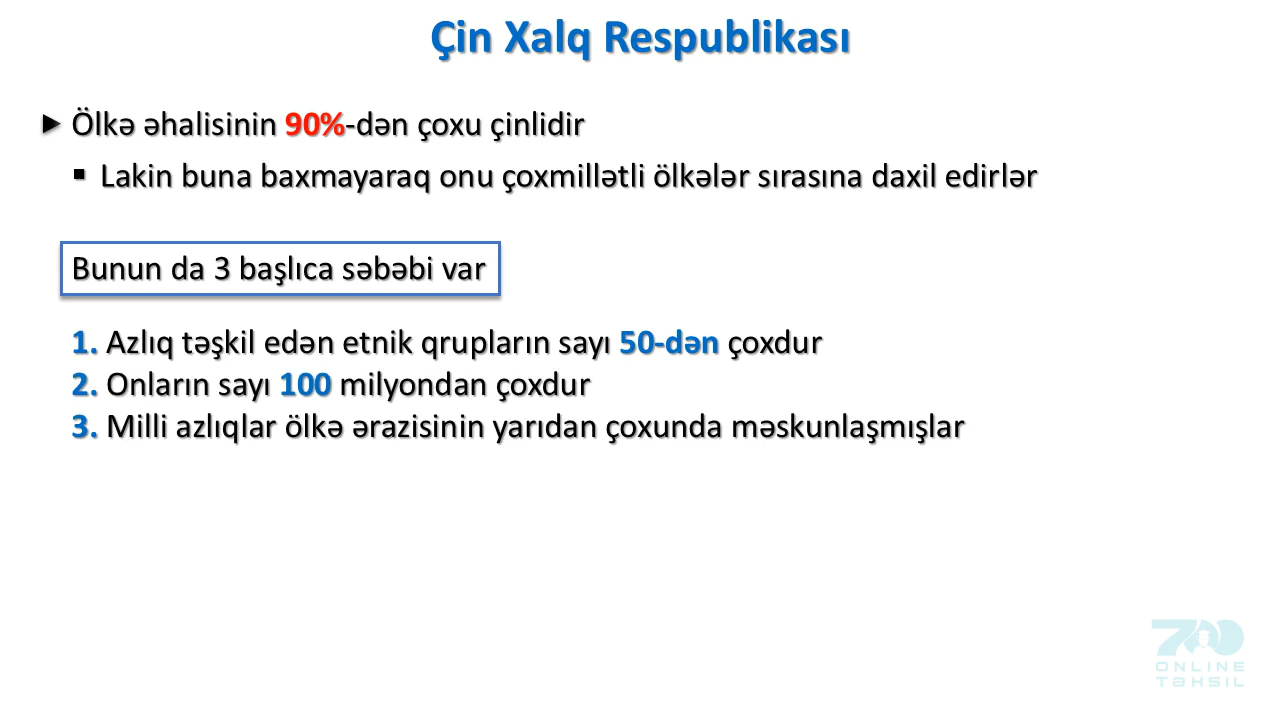 Çin Xalq Respublikası
Ölkə əhalisinin 90%-dən çoxu çinlidir
Lakin buna baxmayaraq onu çoxmillətli ölkələr sırasına daxil edirlər
Bunun da 3 başlıca səbəbi var
1. Azlıq təşkil edən etnik qrupların sayı 50-dən çoxdur
2. Onların sayı 100 milyondan çoxdur
3. Milli azlıqlar ölkə ərazisinin yarıdan çoxunda məskunlaşmışlar
700
ONLINE
TƏHSIL